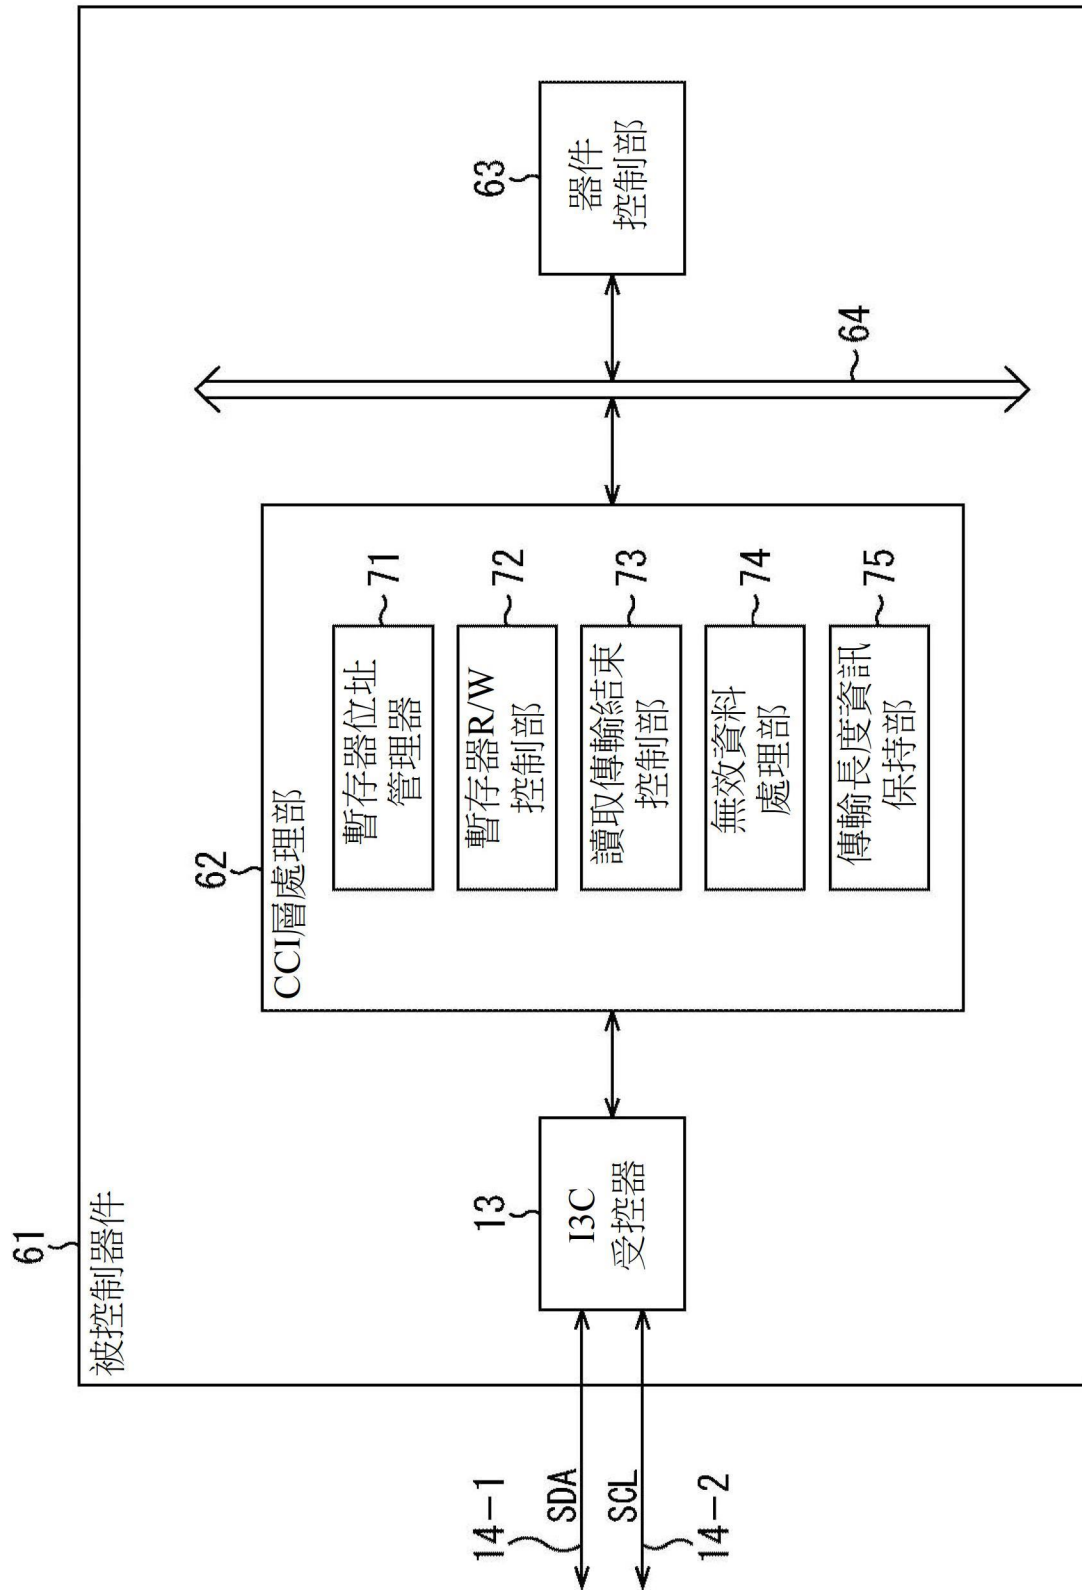 61
被控制器件
62
CCI層處理部
71
暫存器位址
管理器
72
暫存器R/W
控制部
73
讀取傳輸結束
控制部
74
無效資料
處理部
75
傳輸長度資訊
保持部
14-1
SDA
SCL
14-2
13
I3C
受控器
63
器件
控制部
64